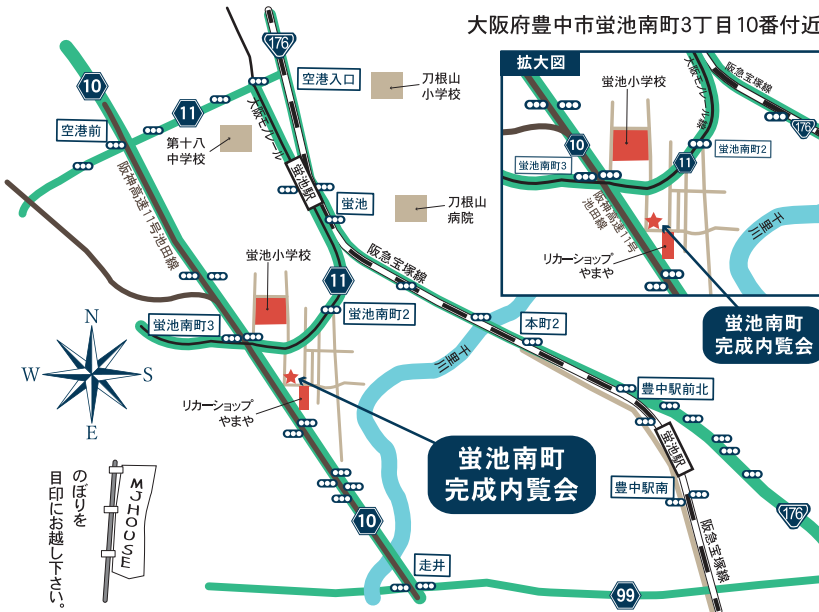 大阪府豊中市蛍池南町3丁目10番付近
176
10
空港入口
刀根山
小学校
11
空港前
第十八
中学校
大阪モノレール
阪神高速11号池田線
蛍池駅
蛍池
刀根山
病院
阪急宝塚線
蛍池小学校
11
蛍池南町3
蛍池南町2
本町2
千里川
リカーショップ
やまや
蛍池南町
完成内覧会
豊中駅前北
蛍池駅
豊中駅南
176
阪急宝塚線
10
走井
99
N
W
S
E
のぼりを
目印にお越し下さい。
MJHOUSE
拡大図
蛍池小学校
大阪モノレール線
阪急宝塚線
176
10
蛍池南町3
11
蛍池南町2
阪神高速11号
池田線
千里川
リカーショップ
やまや
蛍池南町
完成内覧会